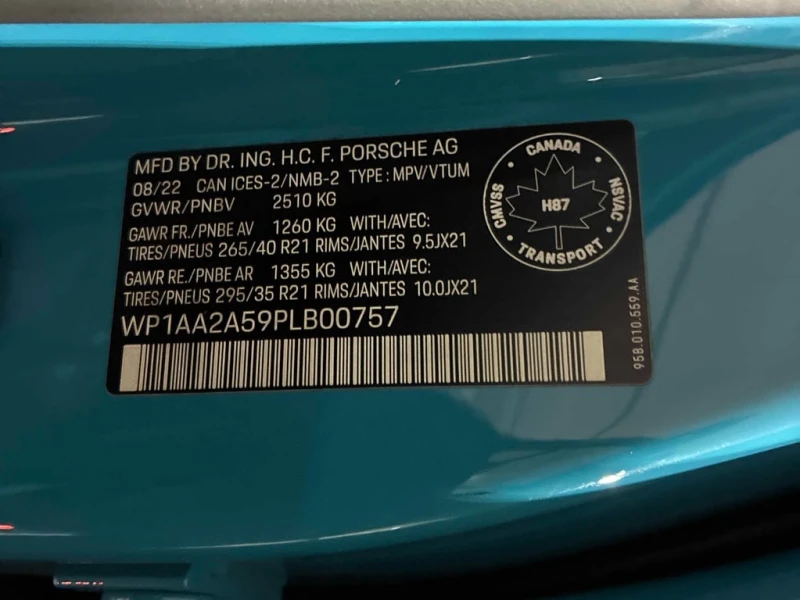 MFD BY DR. ING. H.C. F. PORSCHE AG
08/22 CAN ICES-2/NMB-2 TYPE : MPV/VTUM
GVWR/PNBV 2510 KG
GAWR FR./PNBE AV 1260 KG WITH/AVEC:
TIRES/PNEUS 265/40 R21 RIMS/JANTES 9.5JX21
GAWR RE./PNBE AR 1355 KG WITH/AVEC:
TIRES/PNEUS 295/35 R21 RIMS/JANTES 10.0JX21
WP1AA2A59PLB00757
CANADA
CMVSS
H87
NSVAC
TRANSPORT
95B.010.559.AA